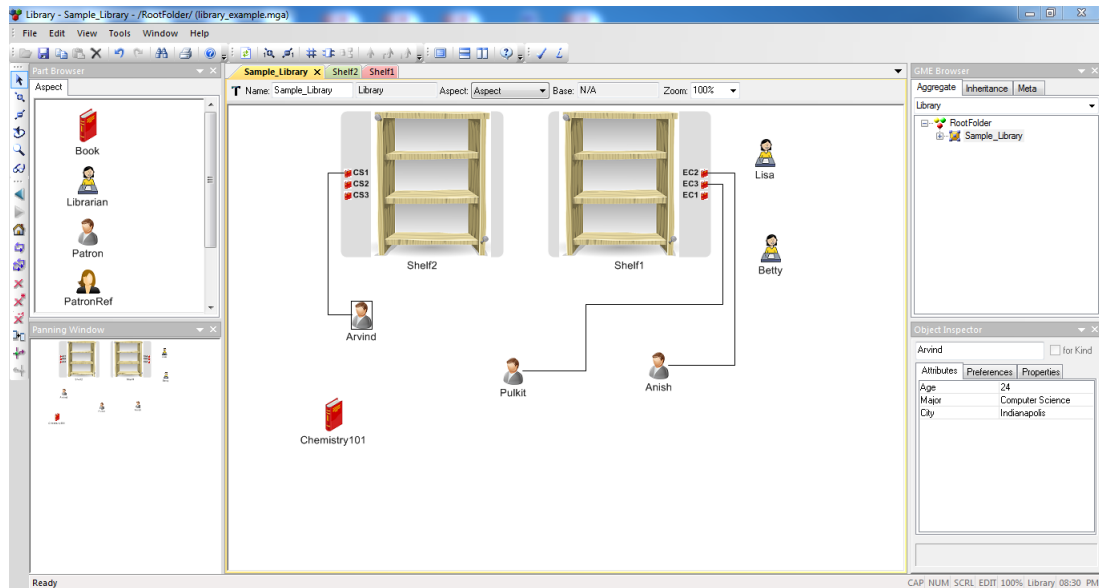 Library - Sample_Library - /RootFolder/ (library_example.mga)
File Edit View Tools Window Help
Part Browser
Aspect
Book
Librarian
Patron
PatronRef
Panning Window
Sample_Library X Shelf2 Shelf1
Name: Sample_Library Library Aspect: Aspect Base: N/A Zoom: 100%
CS1
CS2
CS3
Shelf2
EC2
EC3
EC1
Shelf1
Lisa
Betty
Arvind
Pulkit
Anish
Chemistry101
GME Browser
Aggregate Inheritance Meta
Library
RootFolder
Sample_Library
Object Inspector
Arvind for Kind
Attributes Preferences Properties
Age 24
Major Computer Science
City Indianapolis
Ready
CAP NUM SCRL EDIT 100% Library 08:30 PM